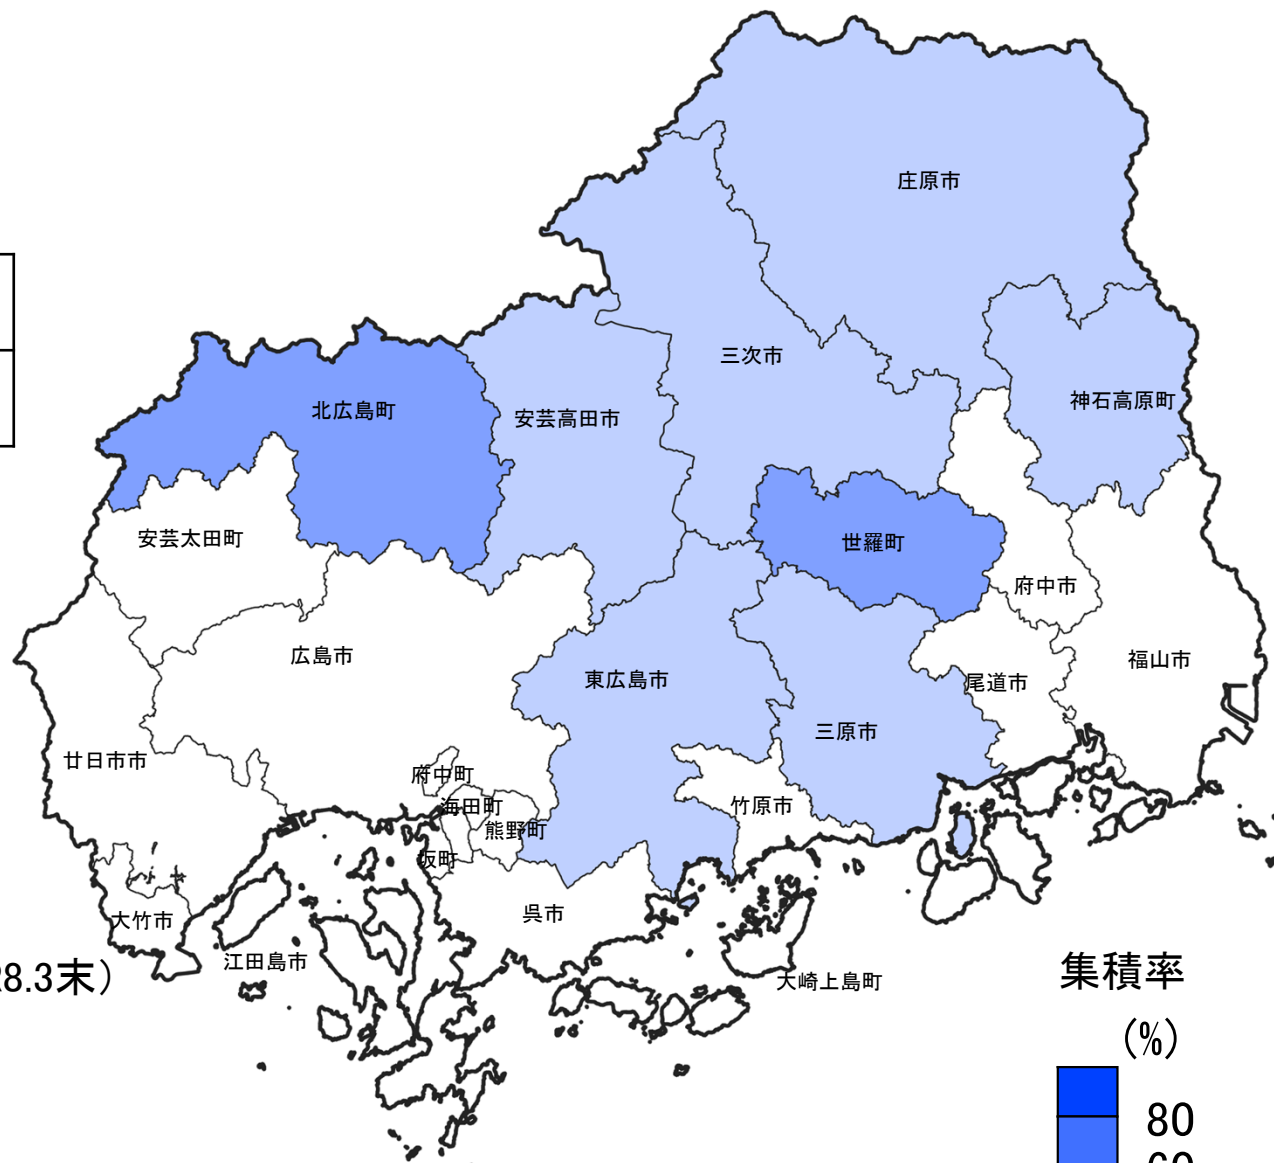 庄原市
三次市
神石高原町
北広島町
安芸高田市
安芸太田町
世羅町
府中市
広島市
東広島市
福山市
尾道市
三原市
廿日市市
府中町
海田町
竹原市
熊野町
坂町
呉市
大竹市
江田島市
大崎上島町
8.3末)
集積率
(%)
80
60